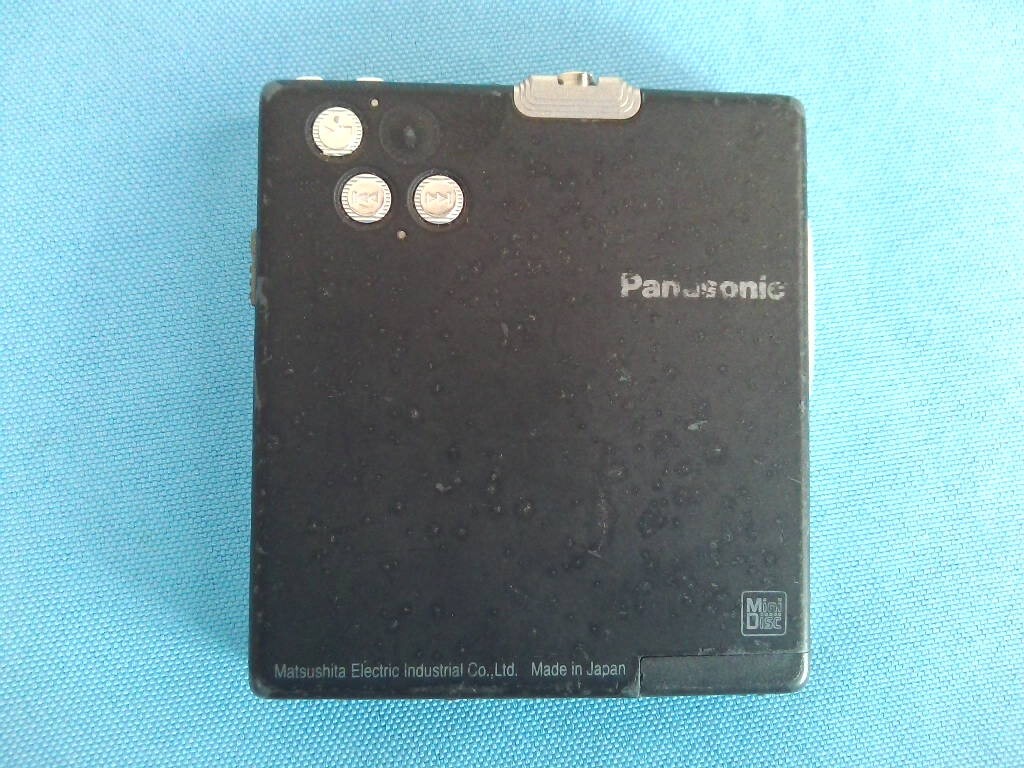 Panasonic
Mini
Disc
Matsushita Electric Industrial Co.,Ltd. Made in Japan